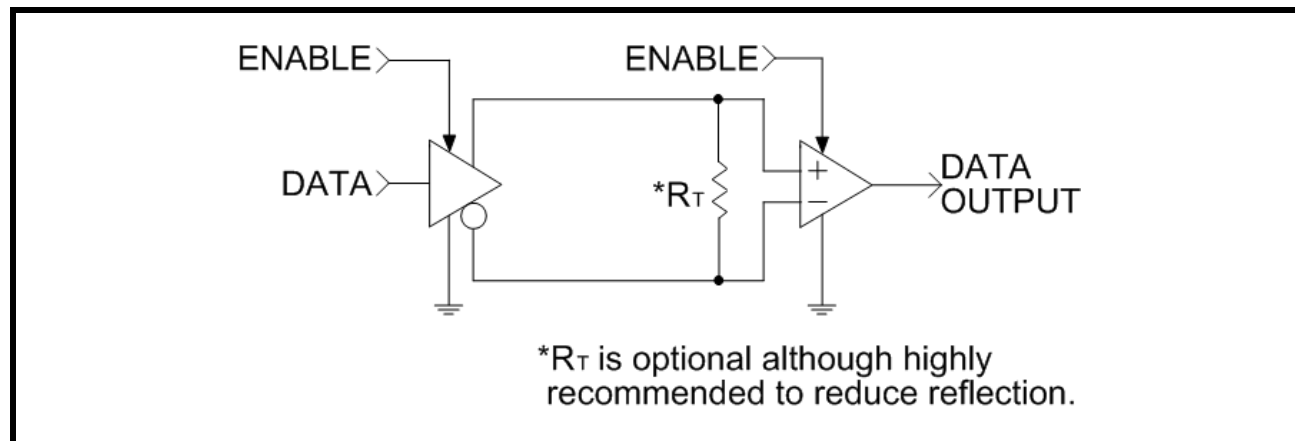 ENABLE
ENABLE
DATA
*RT
+
−
DATA
OUTPUT
*RT is optional although highly
recommended to reduce reflection.